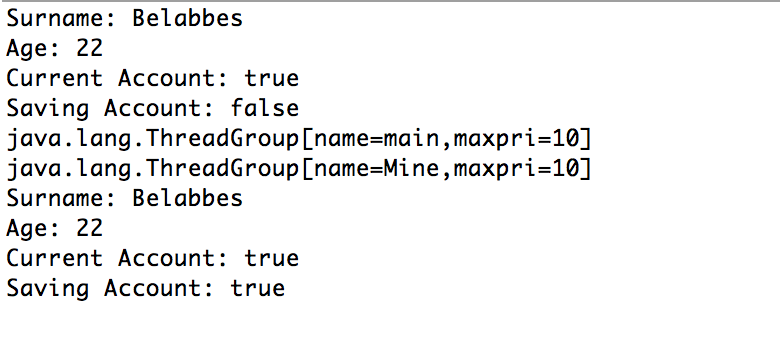 Surname: Belabbes
Age: 22
Current Account: true
Saving Account: false
java.lang.ThreadGroup[name=main,maxpri=10]
java.lang.ThreadGroup[name=Mine,maxpri=10]
Surname: Belabbes
Age: 22
Current Account: true
Saving Account: true